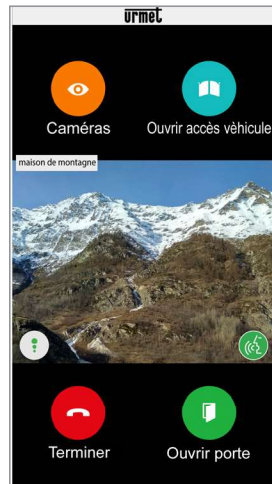 urmet
Caméras
Ouvrir accès vèhicule
maison de montagne
Terminer
Ouvrir porte